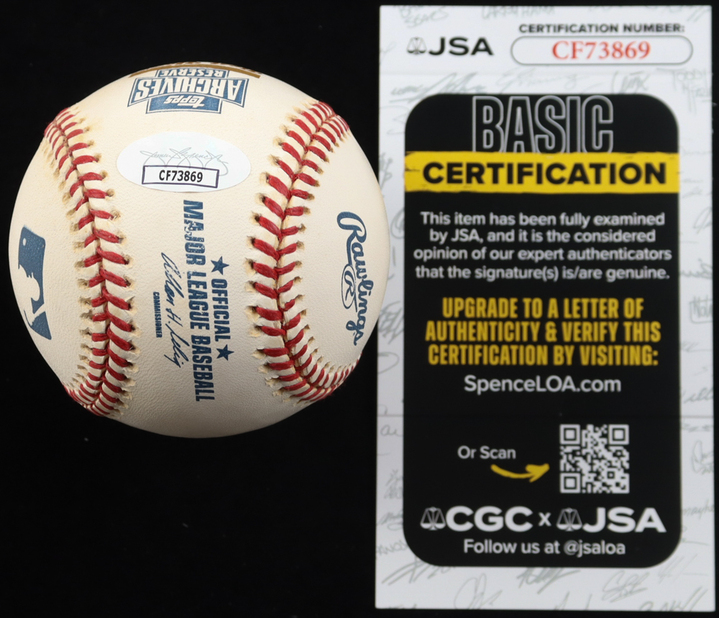 topps
ARCHIVES
RESERVE
CF73869
OFFICIAL
MAJOR LEAGUE BASEBALL
Allan H. Selig
COMMISSIONER
Rawlings
R
JSA
CERTIFICATION NUMBER:
CF73869
BASIC
CERTIFICATION
This item has been fully examined
by JSA, and it is the considered
opinion of our expert authenticators
that the signature(s) is/are genuine.
UPGRADE TO A LETTER OF
AUTHENTICITY & VERIFY THIS
CERTIFICATION BY VISITING:
SpenceLOA.com
Or Scan
CGC x JSA
Follow us at @jsaloa